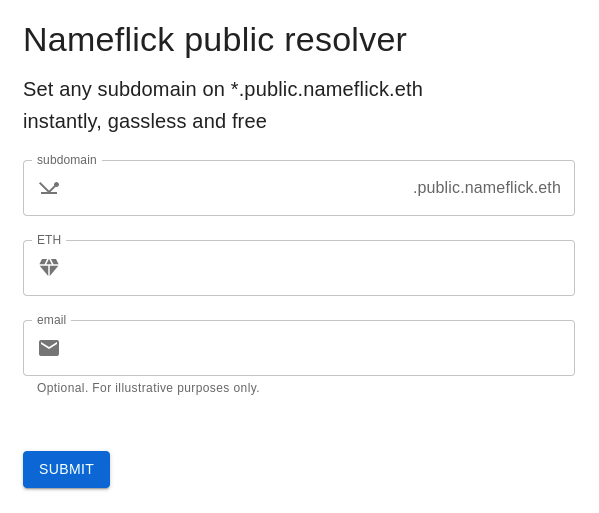 Nameflick public resolver
Set any subdomain on *.public.nameflick.eth
instantly, gassless and free
subdomain
.public.nameflick.eth
ETH
email
Optional. For illustrative purposes only.
SUBMIT